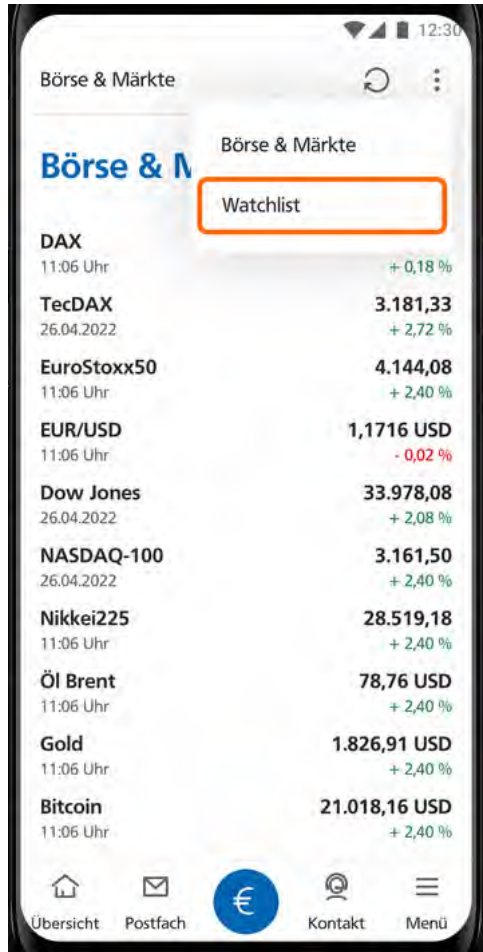 12:30
Börse & Märkte
Börse & Märkte
Börse & M
Watchlist
DAX
11:06 Uhr + 0,18 %
TecDAX 3.181,33
26.04.2022 + 2,72 %
EuroStoxx50 4.144,08
11:06 Uhr + 2,40 %
EUR/USD 1,1716 USD
11:06 Uhr - 0,02 %
Dow Jones 33.978,08
26.04.2022 + 2,08 %
NASDAQ-100 3.161,50
26.04.2022 + 2,40 %
Nikkei225 28.519,18
11:06 Uhr + 2,40 %
Öl Brent 78,76 USD
11:06 Uhr + 2,40 %
Gold 1.826,91 USD
11:06 Uhr + 2,40 %
Bitcoin 21.018,16 USD
11:06 Uhr + 2,40 %
€
Übersicht Postfach Kontakt Menü